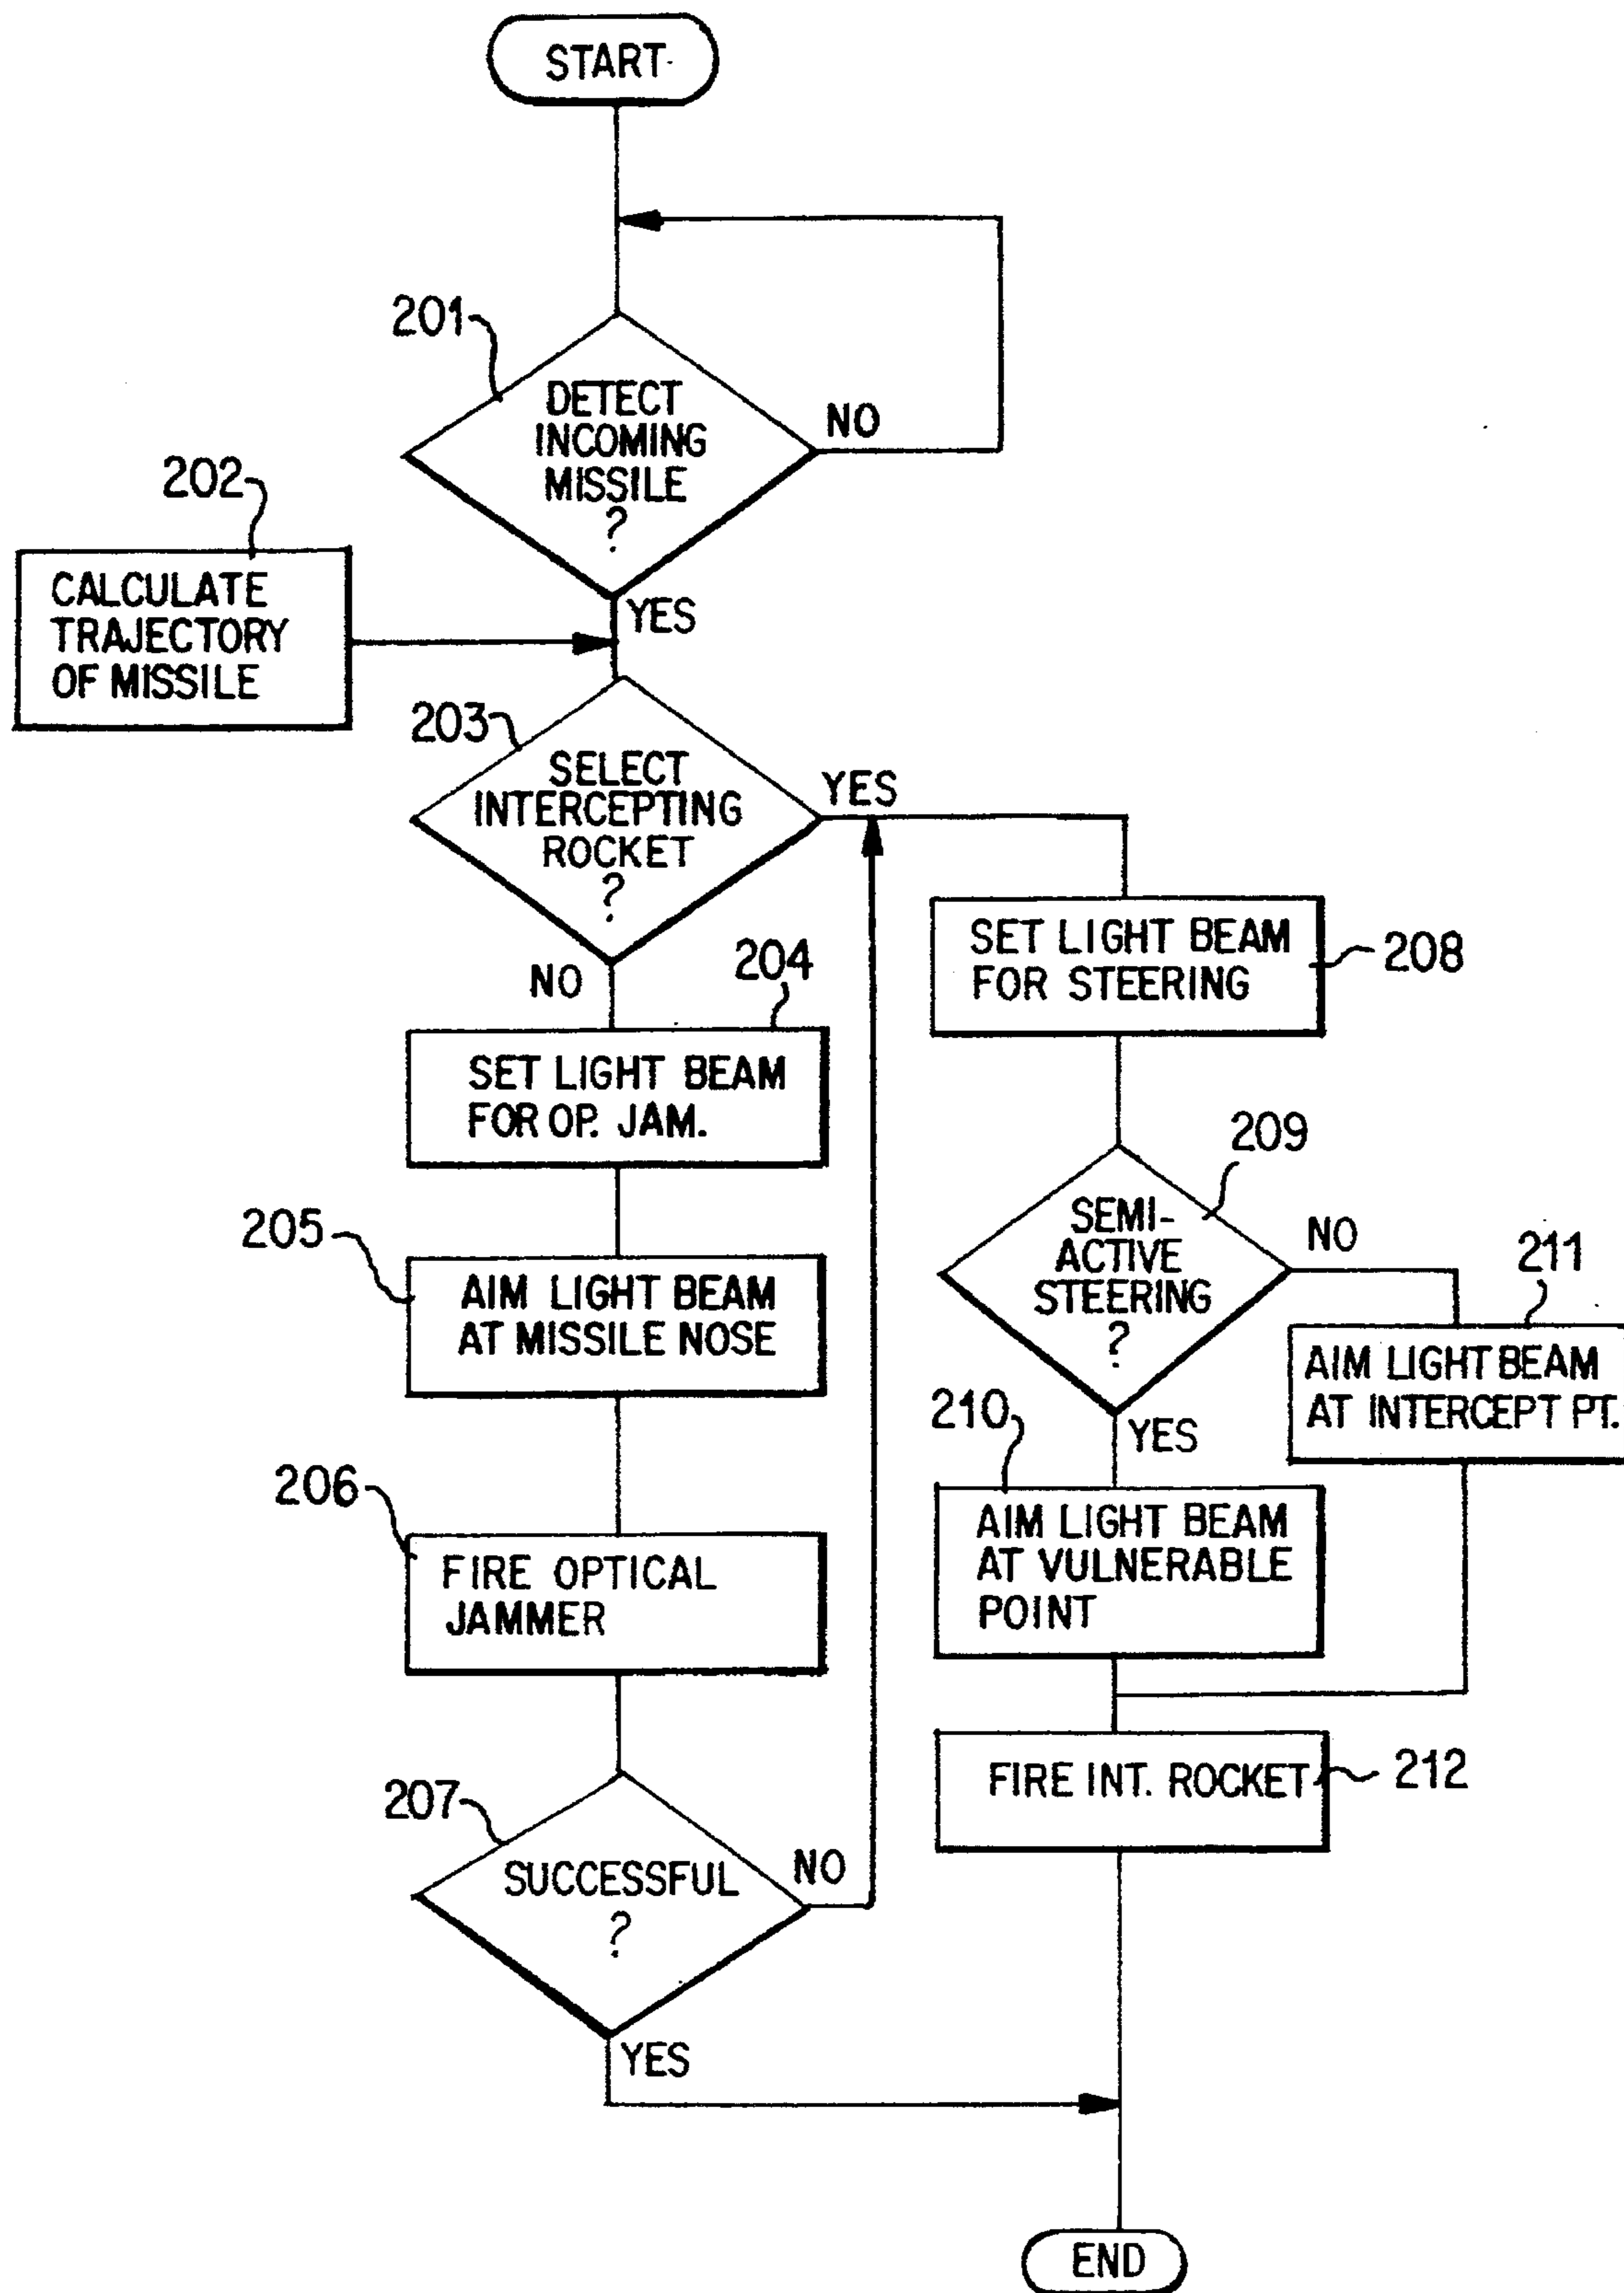 START
201
DETECT
INCOMING
MISSILE
?
NO
YES
202
CALCULATE
TRAJECTORY
OF MISSILE
203
SELECT
INTERCEPTING
ROCKET
?
YES
NO
204
SET LIGHT BEAM
FOR OP. JAM.
205
AIM LIGHT BEAM
AT MISSILE NOSE
206
FIRE OPTICAL
JAMMER
207
SUCCESSFUL
?
NO
YES
SET LIGHT BEAM
FOR STEERING
208
209
SEMI-
ACTIVE
STEERING
?
NO
YES
211
AIM LIGHT BEAM
AT INTERCEPT PT.
210
AIM LIGHT BEAM
AT VULNERABLE
POINT
FIRE INT. ROCKET
212
END